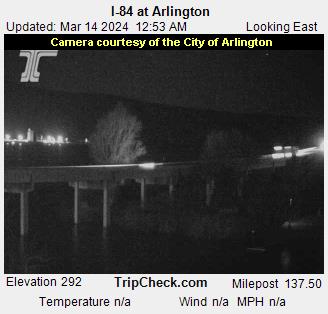 I-84 at Arlington
Updated: Mar 14 2024 12:53 AM Looking East
Camera courtesy of the City of Arlington
Elevation 292 TripCheck.com Milepost 137.50
Temperature n/a Wind n/a MPH n/a